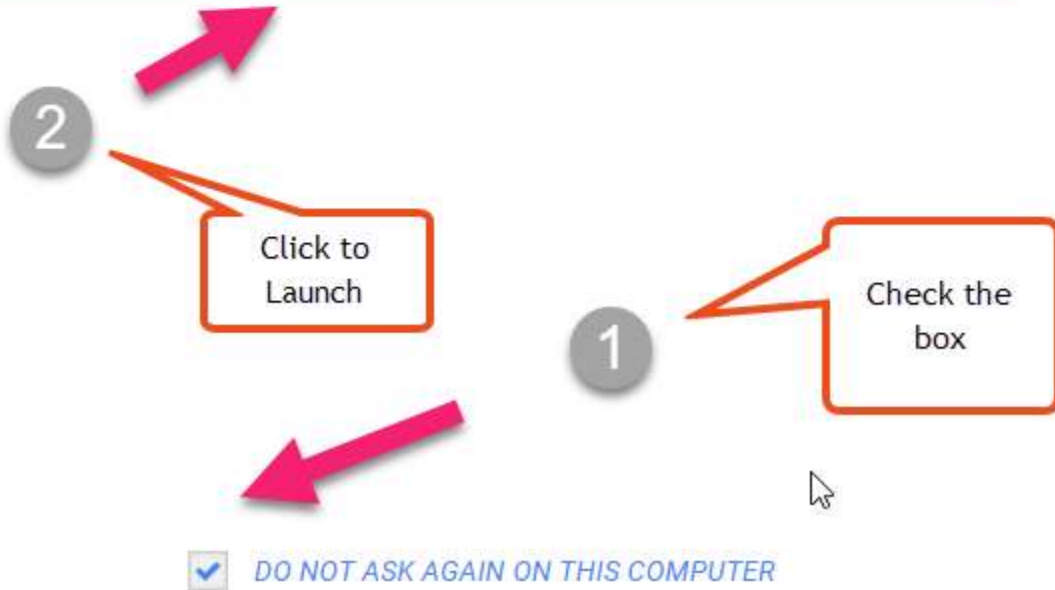 2
Click to
Launch
1
Check the
box
DO NOT ASK AGAIN ON THIS COMPUTER